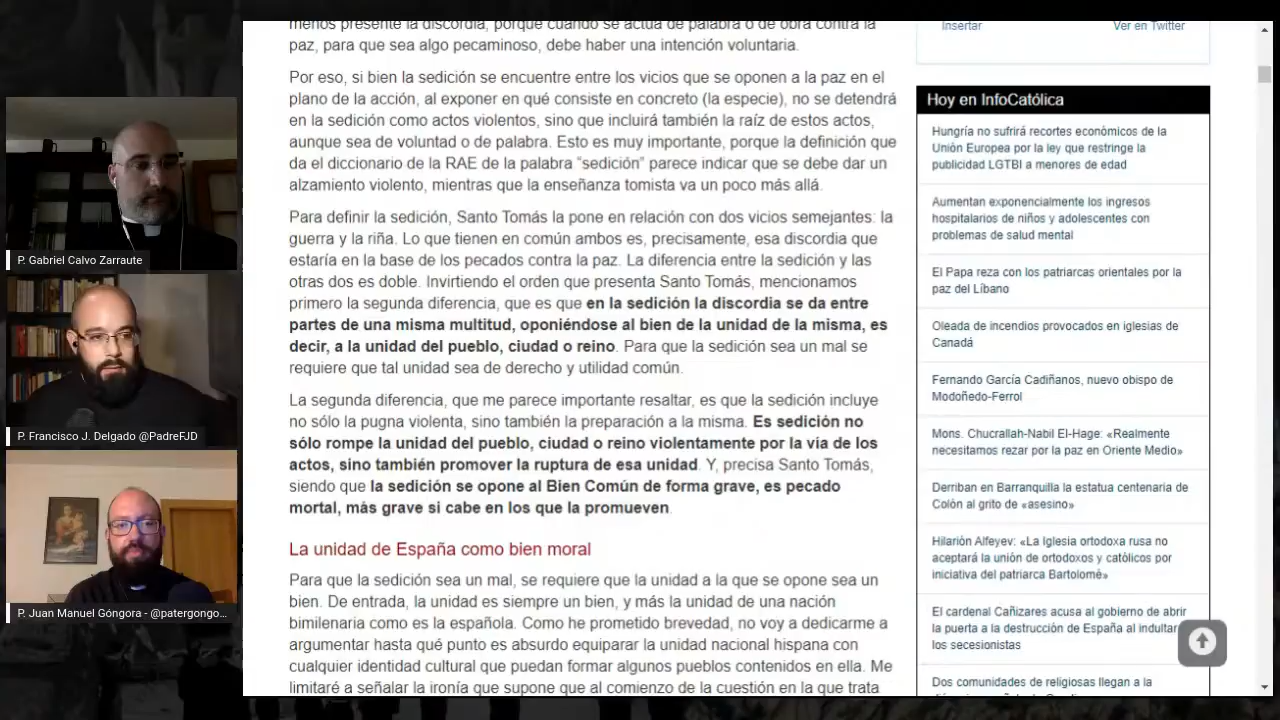 P. Gabriel Calvo Zarraute
P. Francisco J. Delgado @PadreFJD
P. Juan Manuel Góngora - @patergongo...
menos presente la discordia, porque cuando se actúa de palabra o de obra contra la
paz, para que sea algo pecaminoso, debe haber una intención voluntaria.
Por eso, si bien la sedición se encuentre entre los vicios que se oponen a la paz en el
plano de la acción, al exponer en qué consiste en concreto (la especie), no se detendrá
en la sedición como actos violentos, sino que incluirá también la raíz de estos actos,
aunque sea de voluntad o de palabra. Esto es muy importante, porque la definición que
da el diccionario de la RAE de la palabra “sedición” parece indicar que se debe dar un
alzamiento violento, mientras que la enseñanza tomista va un poco más allá.
Para definir la sedición, Santo Tomás la pone en relación con dos vicios semejantes: la
guerra y la riña. Lo que tienen en común ambos es, precisamente, esa discordia que
estaría en la base de los pecados contra la paz. La diferencia entre la sedición y las
otras dos es doble. Invirtiendo el orden que presenta Santo Tomás, mencionamos
primero la segunda diferencia, que es que en la sedición la discordia se da entre
partes de una misma multitud, oponiéndose al bien de la unidad de la misma, es
decir, a la unidad del pueblo, ciudad o reino. Para que la sedición sea un mal se
requiere que tal unidad sea de derecho y utilidad común.
La segunda diferencia, que me parece importante resaltar, es que la sedición incluye
no sólo la pugna violenta, sino también la preparación a la misma. Es sedición no
sólo rompe la unidad del pueblo, ciudad o reino violentamente por la vía de los
actos, sino también promover la ruptura de esa unidad. Y, precisa Santo Tomás,
siendo que la sedición se opone al Bien Común de forma grave, es pecado
mortal, más grave si cabe en los que la promueven.
La unidad de España como bien moral
Para que la sedición sea un mal, se requiere que la unidad a la que se opone sea un
bien. De entrada, la unidad es siempre un bien, y más la unidad de una nación
bimilenaria como es la española. Como he prometido brevedad, no voy a dedicarme a
argumentar hasta qué punto es absurdo equiparar la unidad nacional hispana con
cualquier identidad cultural que puedan formar algunos pueblos contenidos en ella. Me
limitaré a señalar la ironía que supone que al comienzo de la cuestión en la que trata
Insertar
Ver en Twitter
Hoy en InfoCatólica
Hungría no sufrirá recortes económicos de la
Unión Europea por la ley que restringe la
publicidad LGTBI a menores de edad
Aumentan exponencialmente los ingresos
hospitalarios de niños y adolescentes con
problemas de salud mental
El Papa reza con los patriarcas orientales por la
paz del Líbano
Oleada de incendios provocados en iglesias de
Canadá
Fernando García Cadiñanos, nuevo obispo de
Modoñedo-Ferrol
Mons. Chucrallah-Nabil El-Hage: «Realmente
necesitamos rezar por la paz en Oriente Medio»
Derriban en Barranquilla la estatua centenaria de
Colón al grito de «asesino»
Hilarión Alfeyev: «La Iglesia ortodoxa rusa no
aceptará la unión de ortodoxos y católicos por
iniciativa del patriarca Bartolomé»
El cardenal Cañizares acusa al gobierno de abrir
la puerta a la destrucción de España al indultar
los secesionistas
Dos comunidades de religiosas llegan a la